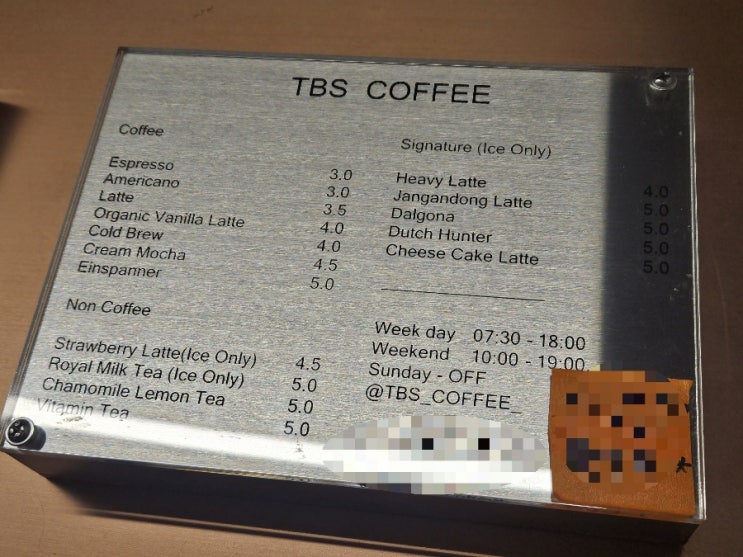 TBS COFFEE
Coffee
Espresso 3.0
Americano 3.0
Latte 3.5
Organic Vanilla Latte 4.0
Cold Brew 4.0
Cream Mocha 4.5
Einspanner 5.0
Non Coffee
Strawberry Latte(Ice Only) 4.5
Royal Milk Tea (Ice Only) 5.0
Chamomile Lemon Tea 5.0
Vitamin Tea 5.0
Signature (Ice Only)
Heavy Latte 4.0
Jangandong Latte 5.0
Dalgona 5.0
Dutch Hunter 5.0
Cheese Cake Latte 5.0
Week day 07:30 - 18:00
Weekend 10:00 - 19:00
Sunday - OFF
@TBS_COFFEE_